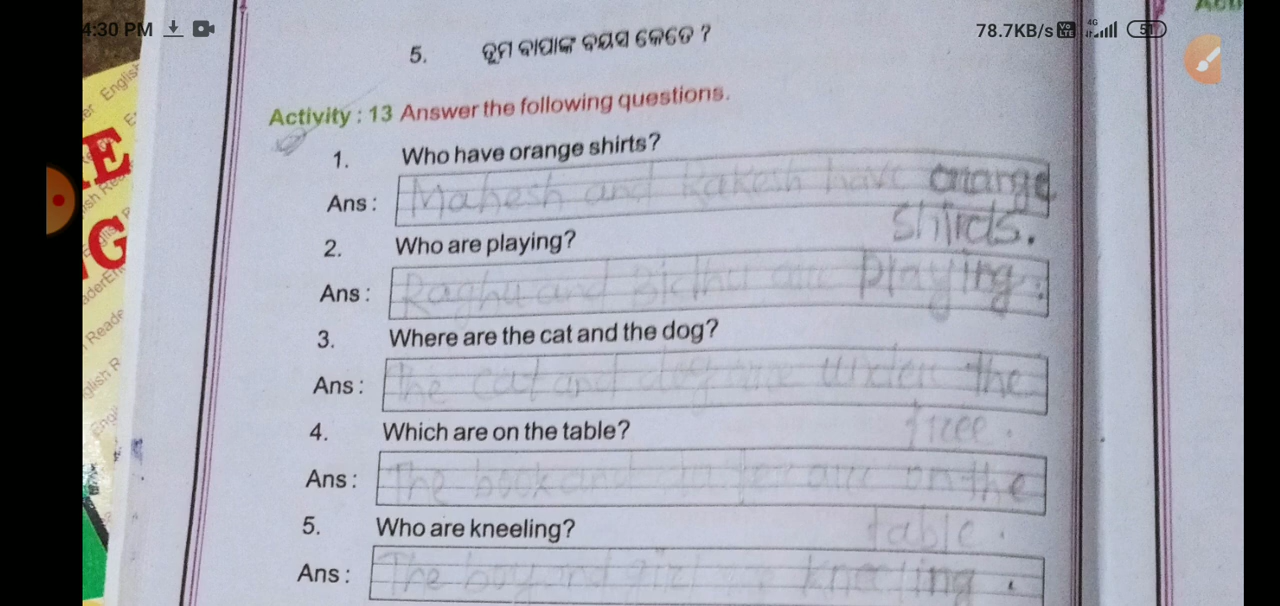 4:30 PM
78.7KB/s
4G
51
5. ତୁମ ବାପାଙ୍କ ବୟସ କେତେ ?
Activity : 13 Answer the following questions.
1. Who have orange shirts?
Ans : Mahesh and Rakesh have orange
shirts.
2. Who are playing?
Ans : Raghu and Bidhu are playing.
3. Where are the cat and the dog?
Ans : The cat and dog are under the
tree.
4. Which are on the table?
Ans : The book and are on the
table.
5. Who are kneeling?
Ans : The boy and girl are kneeling.